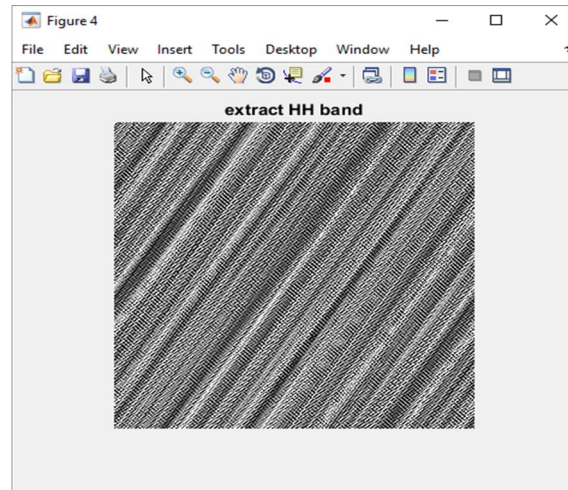 Figure 4
File Edit View Insert Tools Desktop Window Help
extract HH band